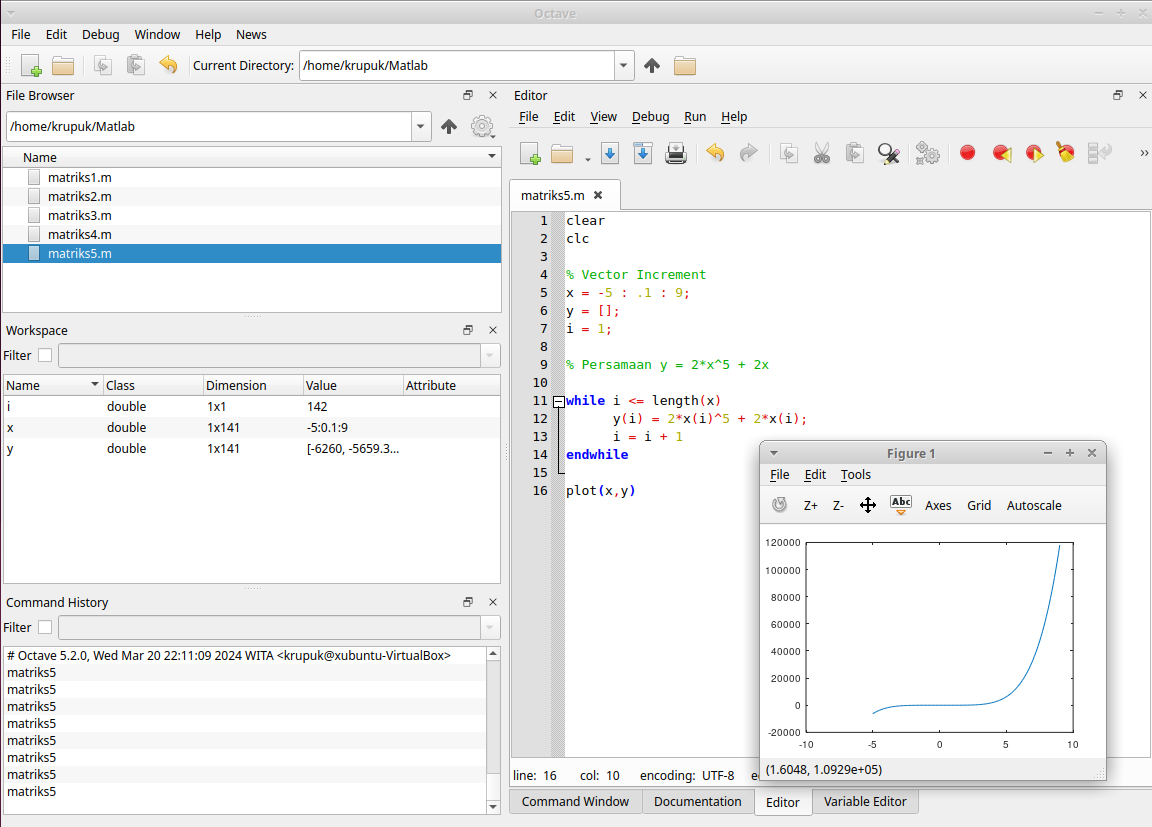 Octave
File Edit Debug Window Help News
Current Directory: /home/krupuk/Matlab
File Browser
/home/krupuk/Matlab
Name
matriks1.m
matriks2.m
matriks3.m
matriks4.m
matriks5.m
Workspace
Filter
Name Class Dimension Value Attribute
i double 1x1 142
x double 1x141 -5:0.1:9
y double 1x141 [-6260, -5659.3...
Command History
Filter
# Octave 5.2.0, Wed Mar 20 22:11:09 2024 WITA <krupuk@xubuntu-VirtualBox>
matriks5
matriks5
matriks5
matriks5
matriks5
matriks5
matriks5
matriks5
Editor
File Edit View Debug Run Help
matriks5.m
1 clear
2 clc
3
4 % Vector Increment
5 x = -5 : .1 : 9;
6 y = [];
7 i = 1;
8
9 % Persamaan y = 2*x^5 + 2x
10
11 while i <= length(x)
12 y(i) = 2*x(i)^5 + 2*x(i);
13 i = i + 1
14 endwhile
15
16 plot(x,y)
line: 16 col: 10 encoding: UTF-8
Command Window Documentation Editor Variable Editor
Figure 1
File Edit Tools
Z+ Z- Abc Axes Grid Autoscale
120000
100000
80000
60000
40000
20000
0
-20000
-10 -5 0 5 10
(1.6048, 1.0929e+05)